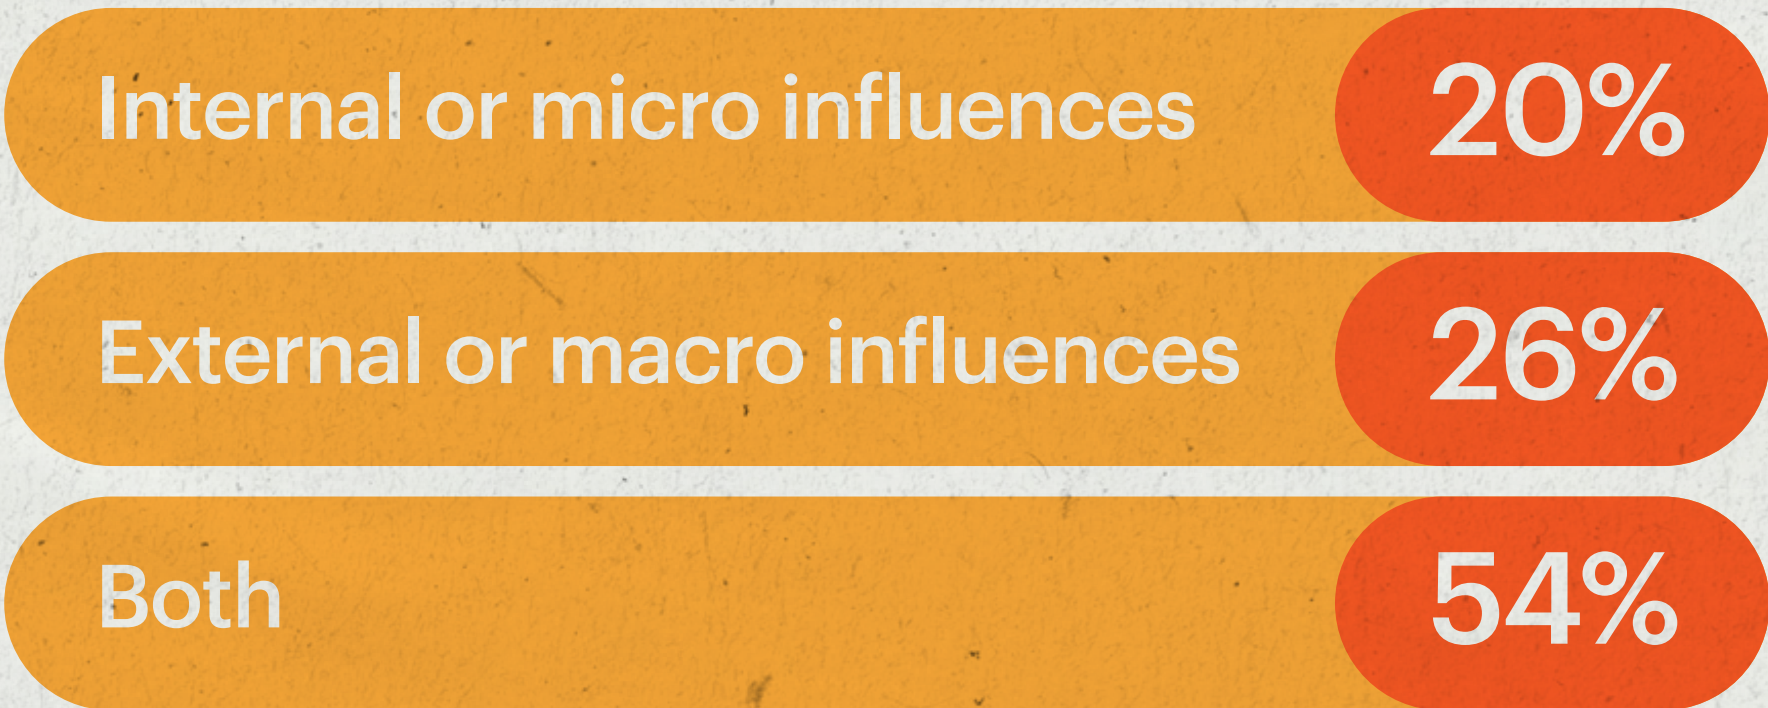 Internal or micro influences 20%
External or macro influences 26%
Both 54%